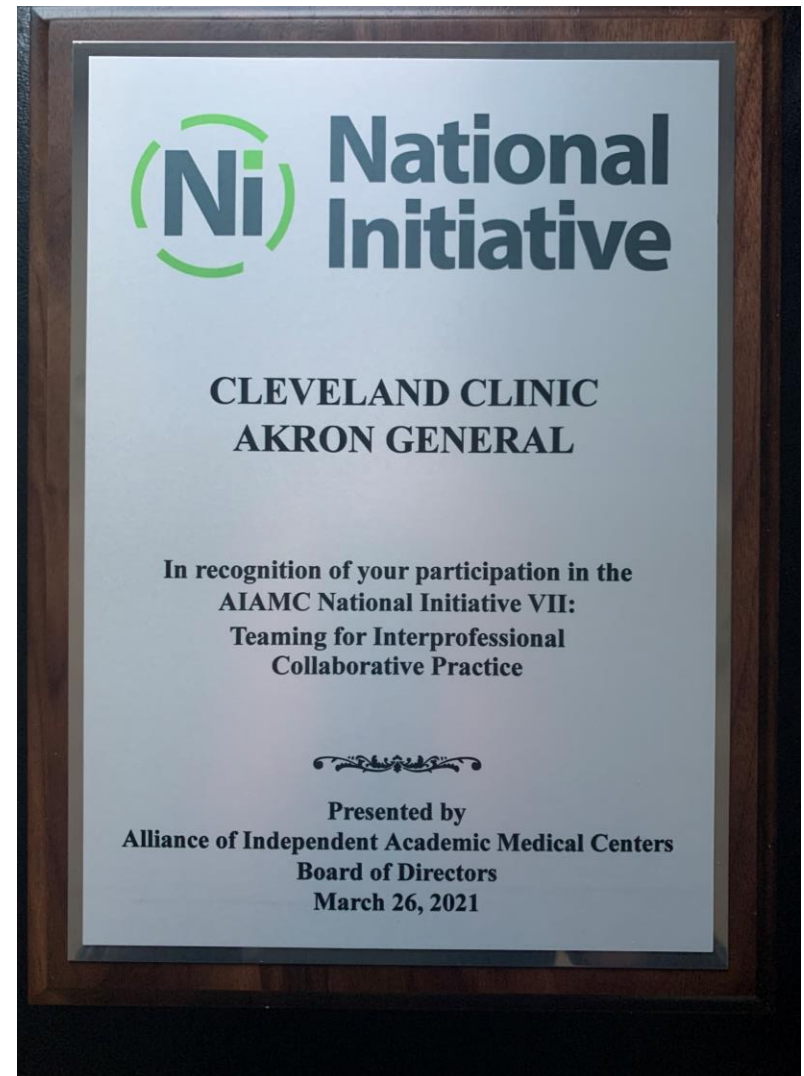 Ni National
Initiative
CLEVELAND CLINIC
AKRON GENERAL
In recognition of your participation in the
AIAMC National Initiative VII:
Teaming for Interprofessional
Collaborative Practice
Presented by
Alliance of Independent Academic Medical Centers
Board of Directors
March 26, 2021